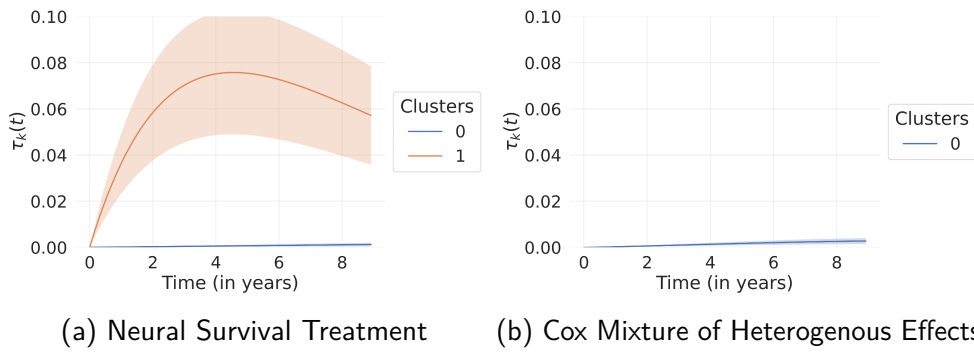 0.10
0.08
0.06
0.04
0.02
0.00
τk(t)
0 2 4 6 8
Time (in years)
Clusters
0
1
(a) Neural Survival Treatment
0.10
0.08
0.06
0.04
0.02
0.00
τk(t)
0 2 4 6 8
Time (in years)
Clusters
0
(b) Cox Mixture of Heterogenous Effects